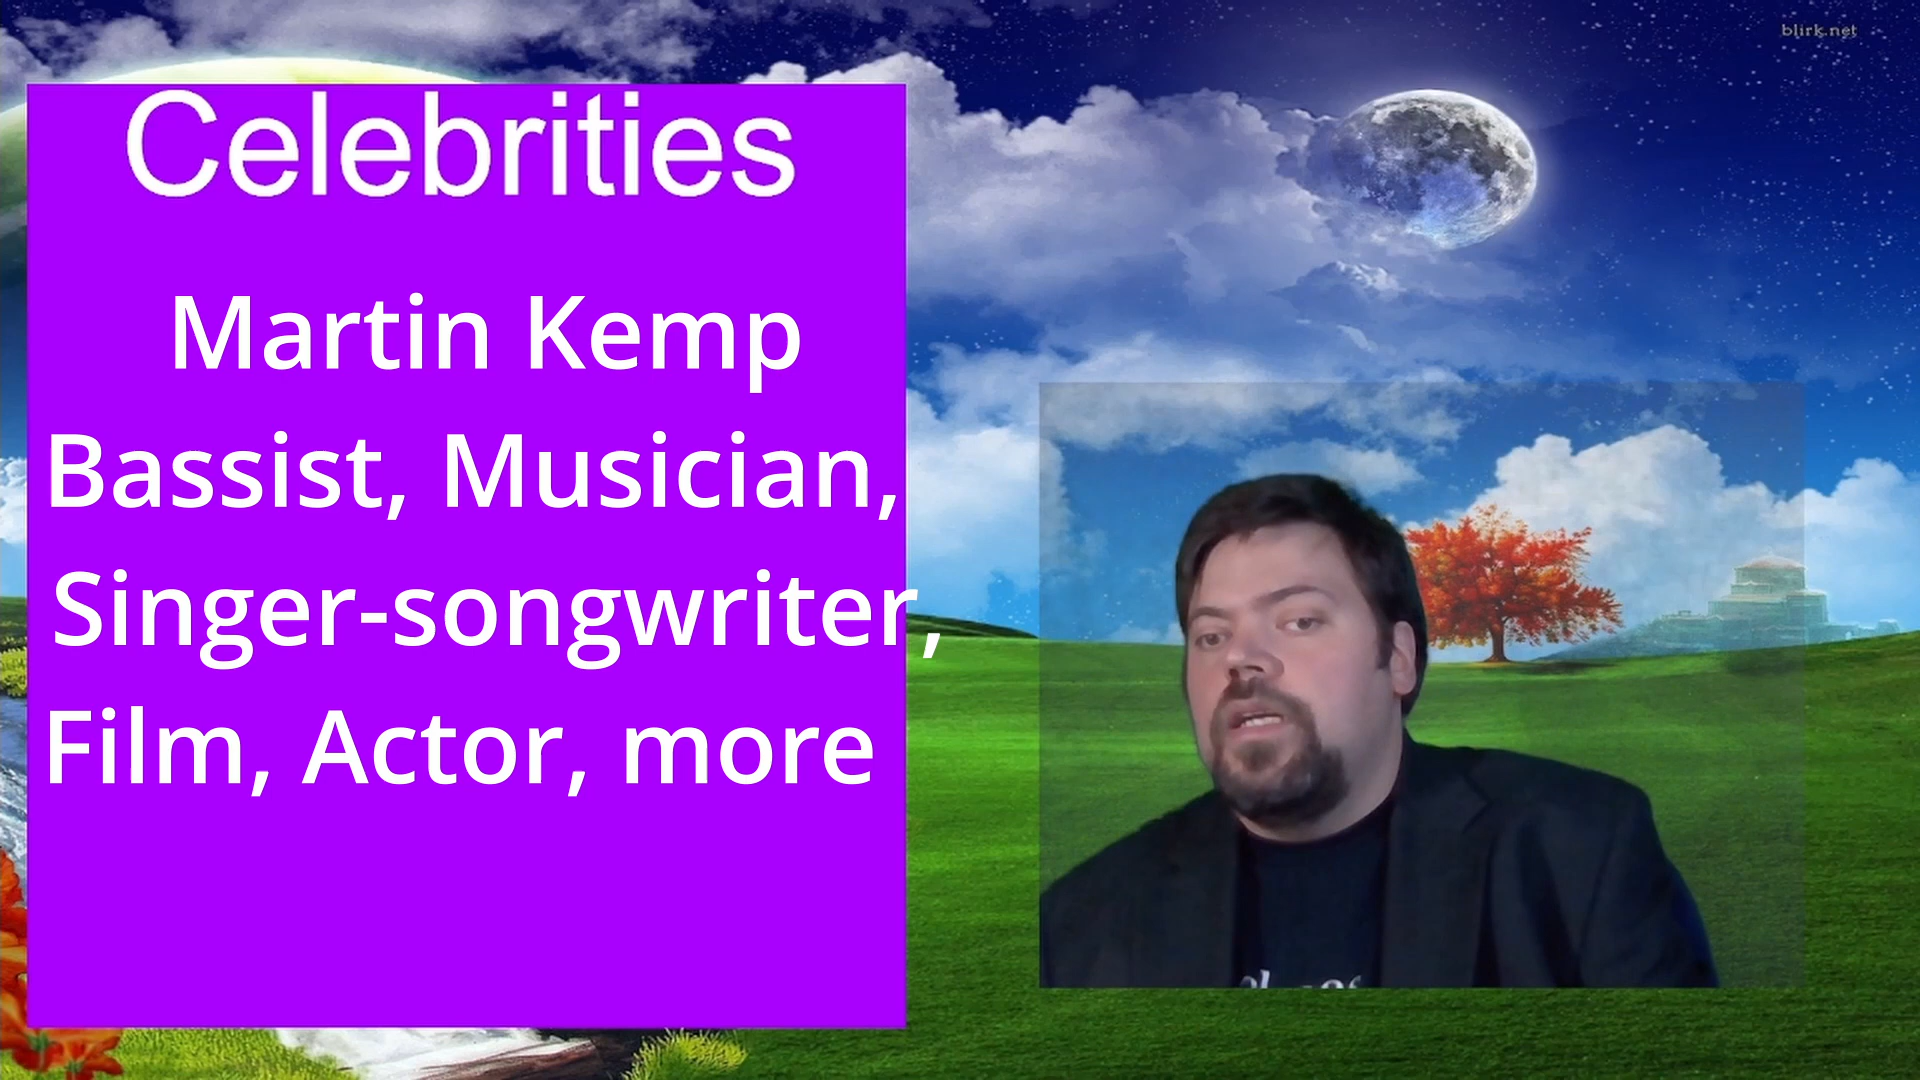 blirk.net
Celebrities
Martin Kemp
Bassist, Musician,
Singer-songwriter,
Film, Actor, more